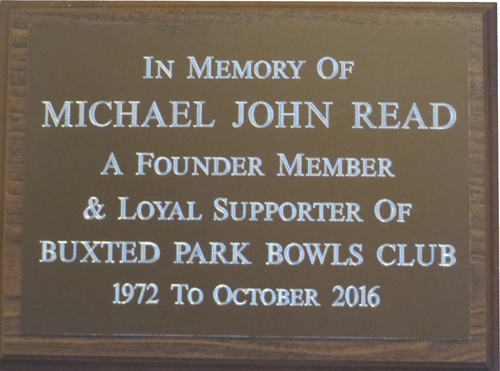 In Memory Of
MICHAEL JOHN READ
A Founder Member
& Loyal Supporter Of
BUXTED PARK BOWLS CLUB
1972 To October 2016